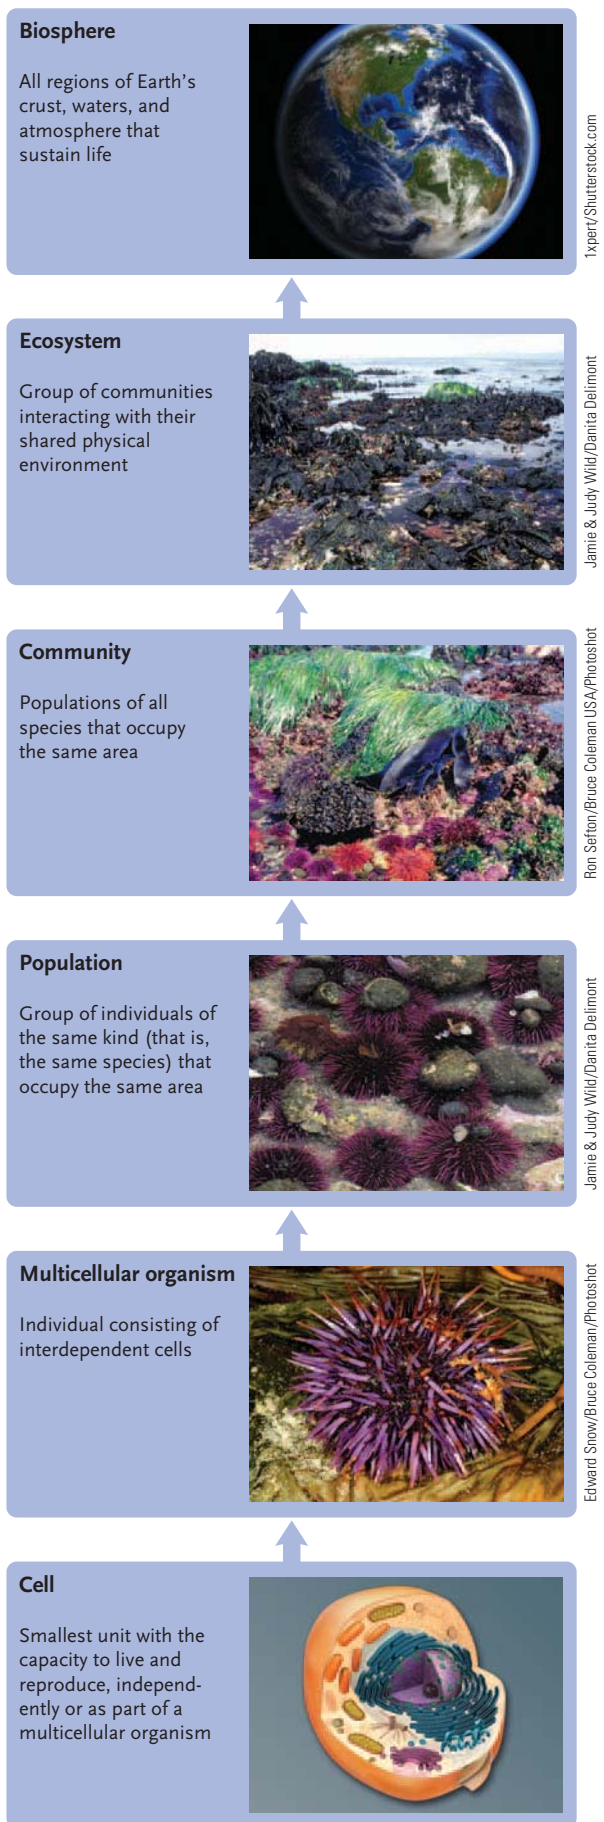 Biosphere
All regions of Earth's
crust, waters, and
atmosphere that
sustain life
1xpert/Shutterstock.com
Ecosystem
Group of communities
interacting with their
shared physical
environment
Jamie & Judy Wild/Danita Delimont
Community
Populations of all
species that occupy
the same area
Ron Sefton/Bruce Coleman USA/Photoshot
Population
Group of individuals of
the same kind (that is,
the same species) that
occupy the same area
Jamie & Judy Wild/Danita Delimont
Multicellular organism
Individual consisting of
interdependent cells
Edward Snow/Bruce Coleman/Photoshot
Cell
Smallest unit with the
capacity to live and
reproduce, independ-
ently or as part of a
multicellular organism